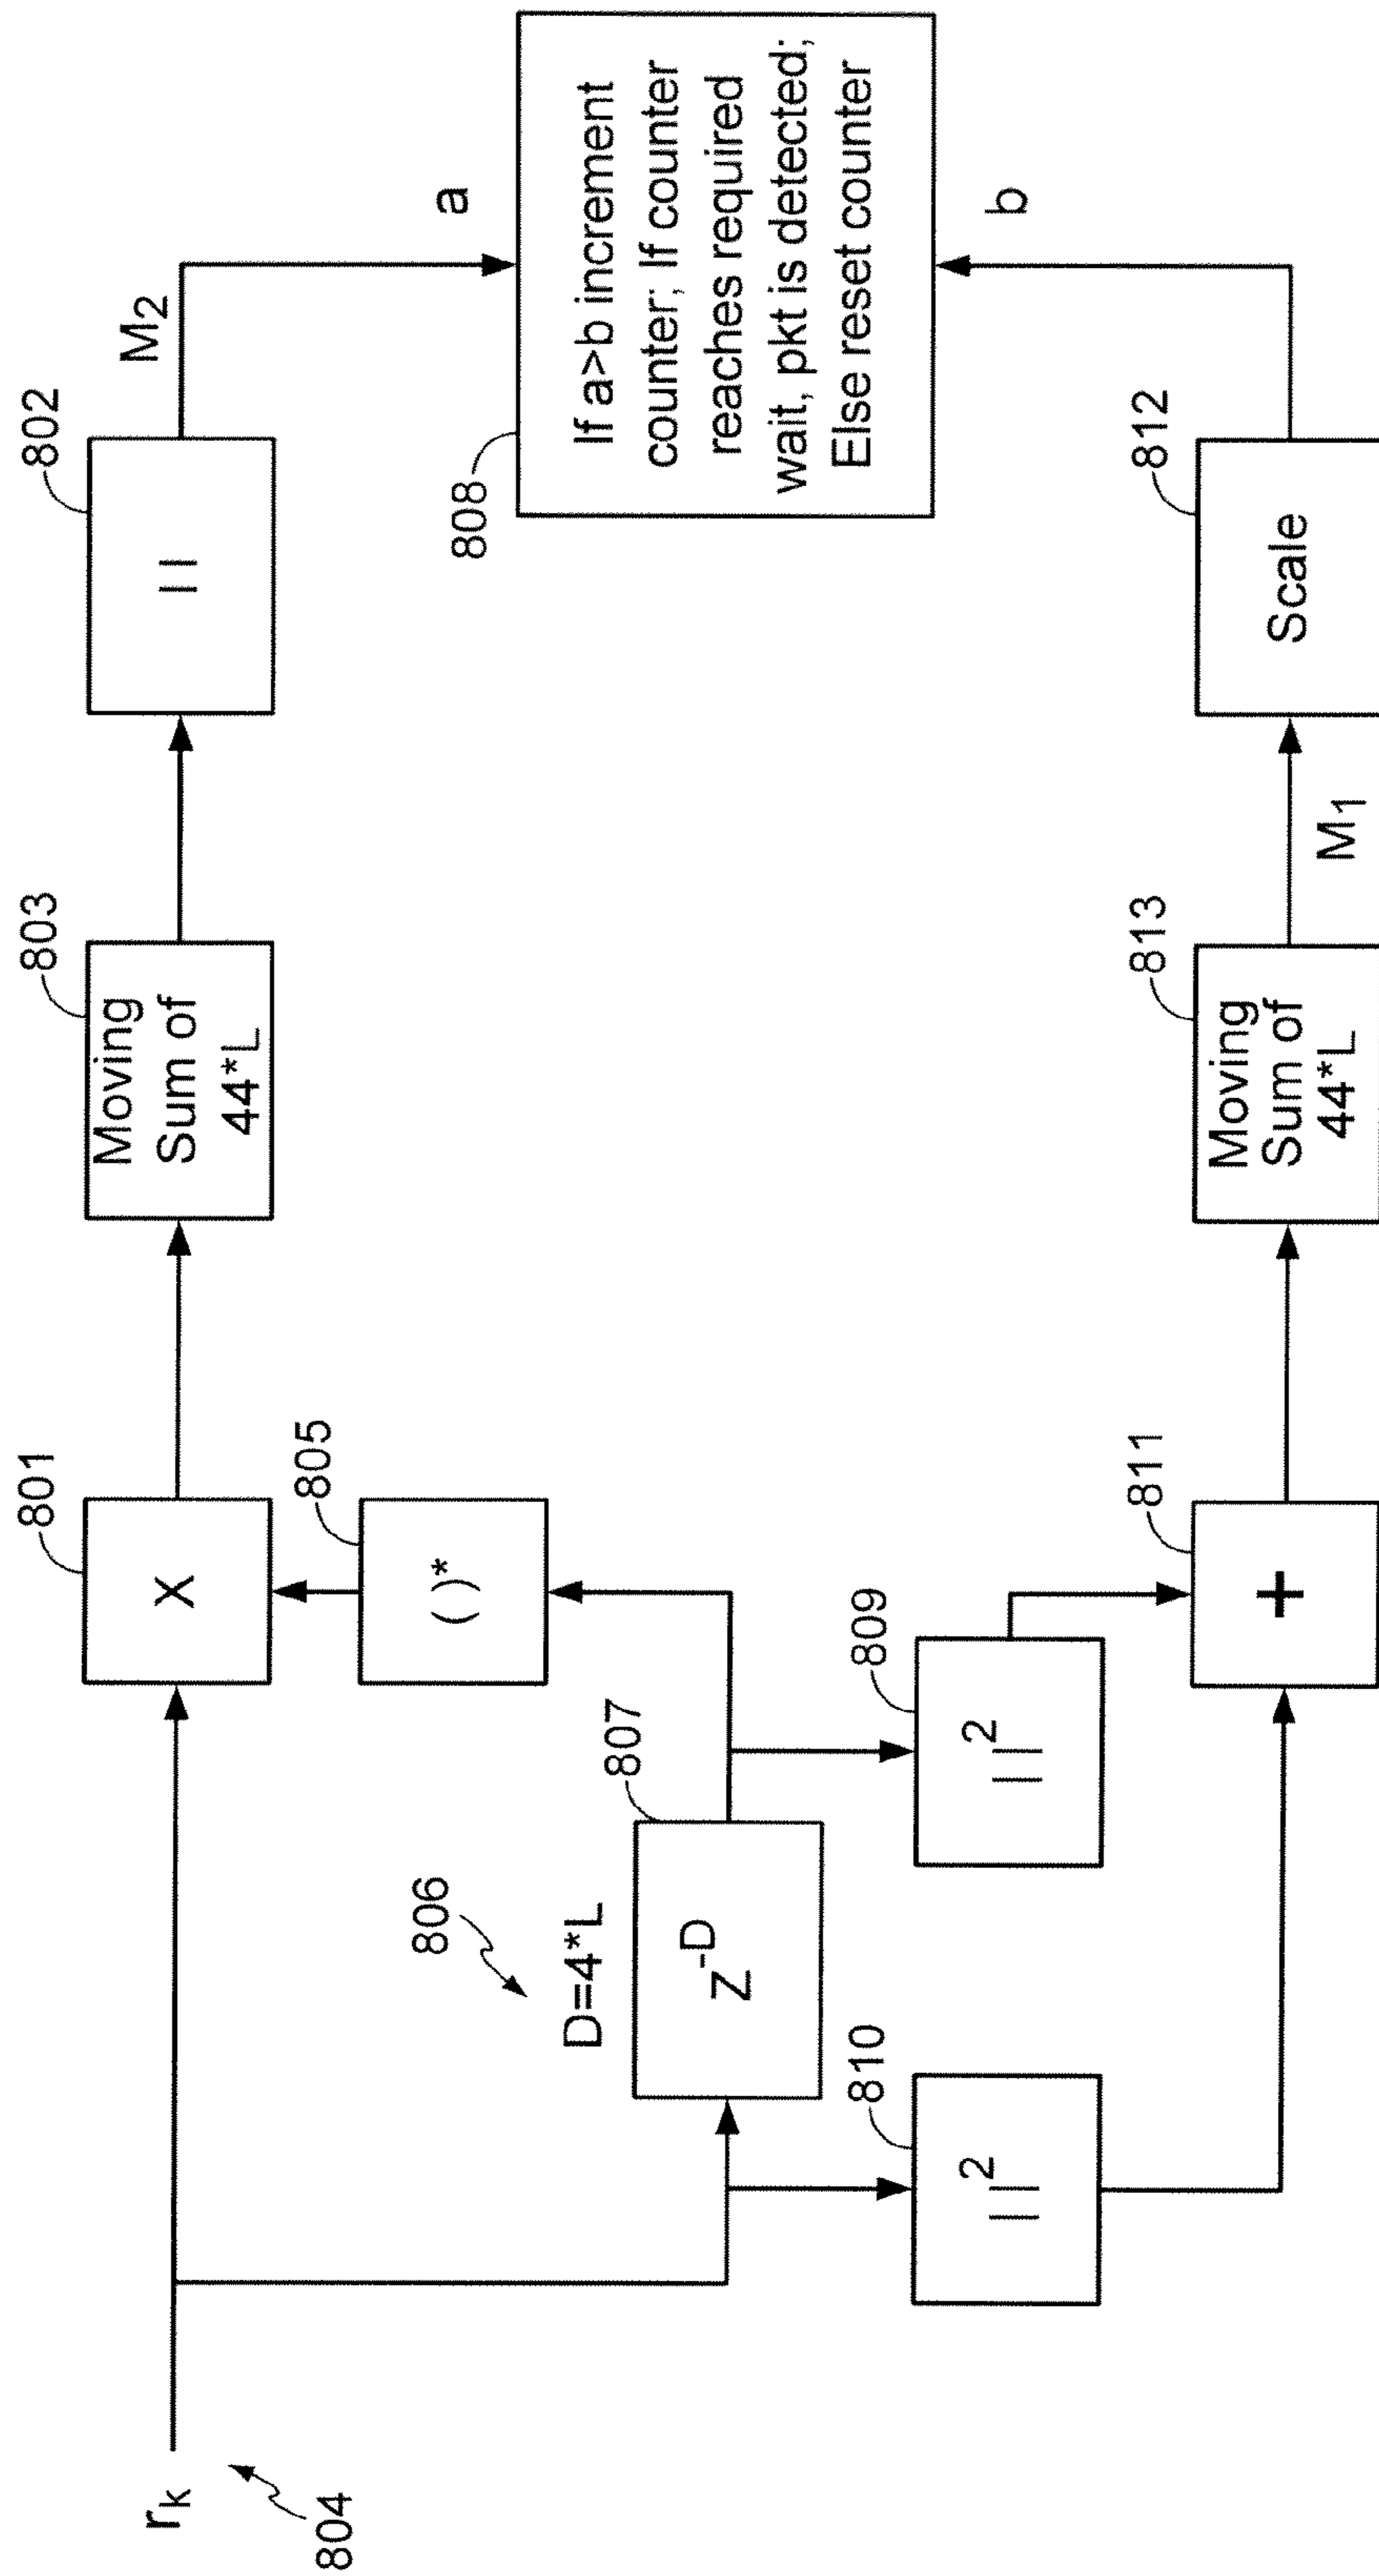 r_k
804
801
X
803
Moving
Sum of
44*L
802
| |
M₂
a
805
( )*
806
D=4*L
807
Z^-D
808
If a>b increment
counter; If counter
reaches required
wait, pkt is detected;
Else reset counter
b
810
| |²
809
| |²
811
+
813
Moving
Sum of
44*L
M₁
812
Scale